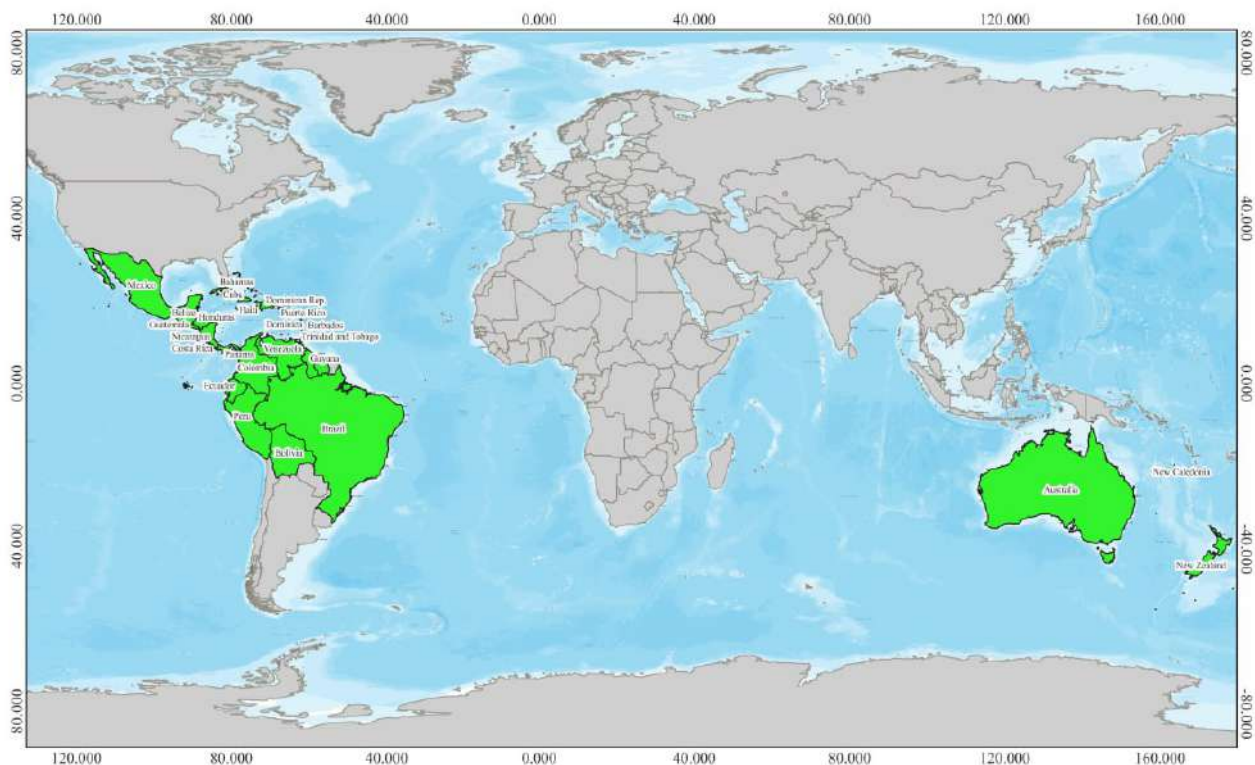 120.000 80.000 40.000 0.000 40.000 80.000 120.000 160.000
80.000 80.000
40.000 40.000
Mexico
Bahamas
Cuba
Haiti
Dominican Rep.
Puerto Rico
Belize
Honduras
Guatemala
Dominica
Barbados
Nicaragua
Trinidad and Tobago
Costa Rica
Panama
Venezuela
Guyana
Colombia
0.000 0.000
Ecuador
Peru
Brazil
Bolivia
New Caledonia
Australia
40.000 -40.000
New Zealand
80.000 -80.000
120.000 80.000 40.000 0.000 40.000 80.000 120.000 160.000